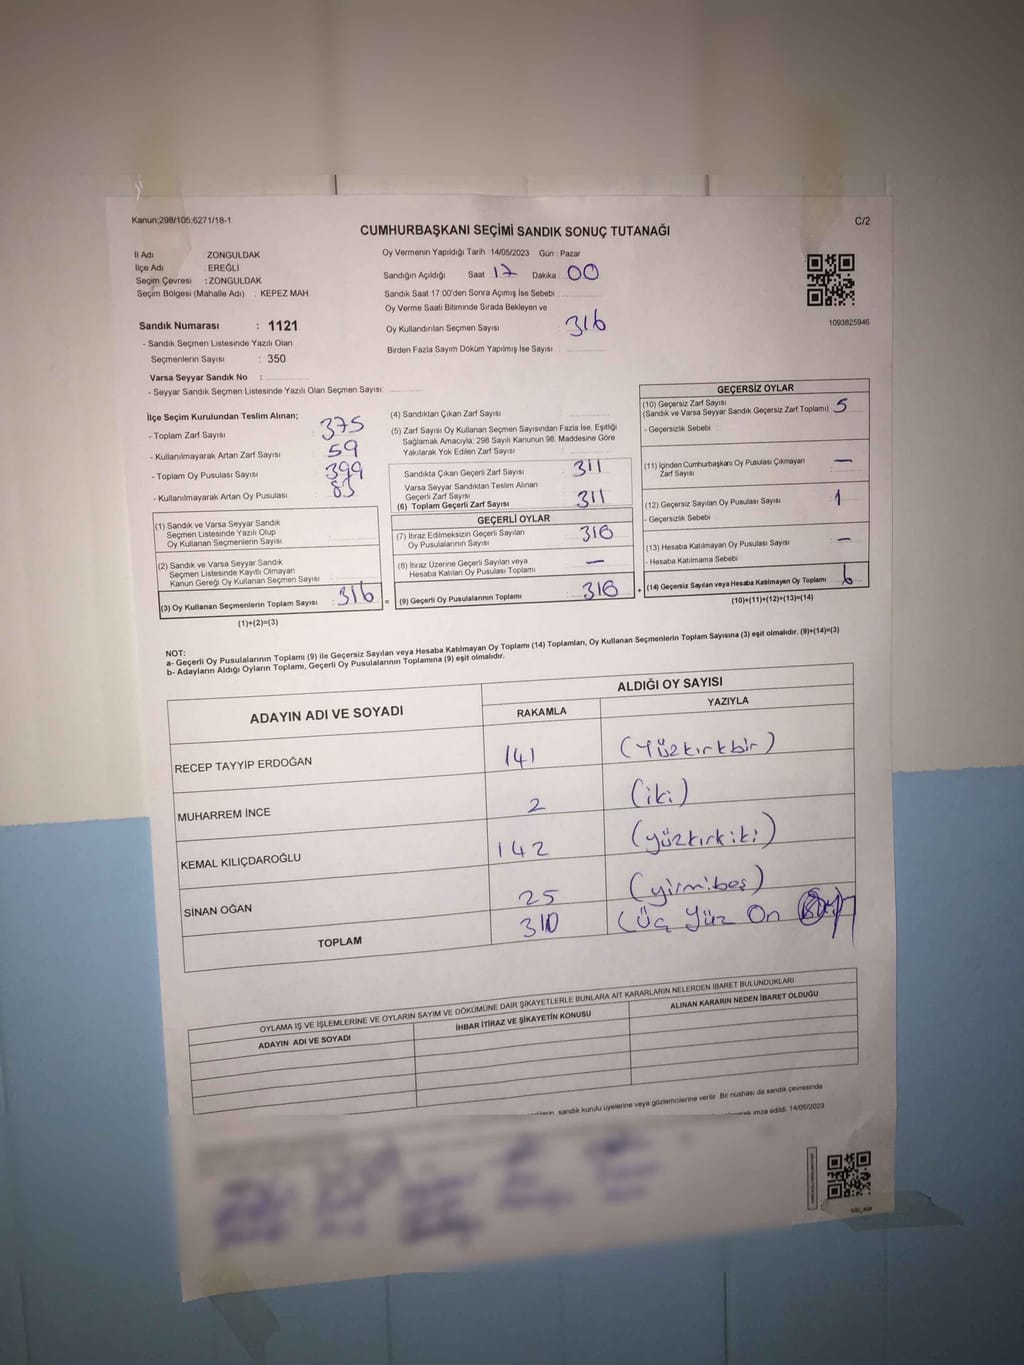 Kanun;298/105,6271/18-1
C/2
CUMHURBAŞKANI SEÇİMİ SANDIK SONUÇ TUTANAĞI
İl Adı : ZONGULDAK
İlçe Adı : EREĞLİ
Seçim Çevresi : ZONGULDAK
Seçim Bölgesi (Mahalle Adı) : KEPEZ MAH
Sandık Numarası : 1121
- Sandık Seçmen Listesinde Yazılı Olan
Seçmenlerin Sayısı : 350
Varsa Seyyar Sandık No :
- Seyyar Sandık Seçmen Listesinde Yazılı Olan Seçmen Sayısı
Oy Vermenin Yapıldığı Tarih : 14/05/2023 Gün : Pazar
Sandığın Açıldığı Saat 17 Dakika : 00
Sandık Saat 17:00'den Sonra Açımış İse Sebebi :
Oy Verme Saati Bitiminde Sırada Bekleyen ve
Oy Kullandırılan Seçmen Sayısı 316
Birden Fazla Sayım Döküm Yapılmış İse Sayısı :
1093825946
İlçe Seçim Kurulundan Teslim Alınan;
- Toplam Zarf Sayısı : 375
- Kullanılmayarak Artan Zarf Sayısı : 59
- Toplam Oy Pusulası Sayısı : 399
- Kullanılmayarak Artan Oy Pusulası : 83
(1) Sandık ve Varsa Seyyar Sandık
Seçmen Listesinde Yazılı Olup
Oy Kullanan Seçmenlerin Sayısı
(2) Sandık ve Varsa Seyyar Sandık
Seçmen Listesinde Kayıtlı Olmayan
Kanun Gereği Oy Kullanan Seçmen Sayısı
(3) Oy Kullanan Seçmenlerin Toplam Sayısı : 316
(1)+(2)=(3)
(4) Sandıktan Çıkan Zarf Sayısı
(5) Zarf Sayısı Oy Kullanan Seçmen Sayısından Fazla İse, Eşitliği
Sağlamak Amacıyla; 298 Sayılı Kanunun 98. Maddesine Göre
Yakılarak Yok Edilen Zarf Sayısı
Sandıkta Çıkan Geçerli Zarf Sayısı 311
Varsa Seyyar Sandıktan Teslim Alınan
Geçerli Zarf Sayısı
(6) Toplam Geçerli Zarf Sayısı 311
GEÇERLİ OYLAR
(7) İtiraz Edilmeksizin Geçerli Sayılan
Oy Pusulalarının Sayısı 310
(8) İtiraz Üzerine Geçerli Sayılan veya
Hesaba Katılan Oy Pusulası Toplamı —
= (9) Geçerli Oy Pusulalarının Toplamı 310
GEÇERSİZ OYLAR
(10) Geçersiz Zarf Sayısı
(Sandık ve Varsa Seyyar Sandık Geçersiz Zarf Toplamı) 5
- Geçersizlik Sebebi :
(11) İçinden Cumhurbaşkanı Oy Pusulası Çıkmayan
Zarf Sayısı —
(12) Geçersiz Sayılan Oy Pusulası Sayısı 1
- Geçersizlik Sebebi
(13) Hesaba Katılmayan Oy Pusulası Sayısı —
- Hesaba Katılmama Sebebi :
+ (14) Geçersiz Sayılan veya Hesaba Katılmayan Oy Toplamı 6
(10)+(11)+(12)+(13)=(14)
NOT:
a- Geçerli Oy Pusulalarının Toplamı (9) ile Geçersiz Sayılan veya Hesaba Katılmayan Oy Toplamı (14) Toplamları, Oy Kullanan Seçmenlerin Toplam Sayısına (3) eşit olmalıdır. (9)+(14)=(3)
b- Adayların Aldığı Oyların Toplamı, Geçerli Oy Pusulalarının Toplamına (9) eşit olmalıdır.
ADAYIN ADI VE SOYADI
ALDIĞI OY SAYISI
RAKAMLA YAZIYLA
RECEP TAYYİP ERDOĞAN 141 (Yüzkırkbir)
MUHARREM İNCE 2 (iki)
KEMAL KILIÇDAROĞLU 142 (yüzkırkiki)
SİNAN OĞAN 25 (yirmibeş)
TOPLAM 310 (Üç Yüz On
OYLAMA İŞ VE İŞLEMLERİNE VE OYLARIN SAYIM VE DÖKÜMÜNE DAİR ŞİKAYETLERLE BUNLARA AİT KARARLARIN NELERDEN İBARET BULUNDUKLARI
ADAYIN ADI VE SOYADI İHBAR İTİRAZ VE ŞİKAYETİN KONUSU ALINAN KARARIN NEDEN İBARET OLDUĞU
sandık kurulu üyelerine veya gözlemcilerine verilir. Bir nüshası da sandık çevresinde
imza edildi. 14/05/2023